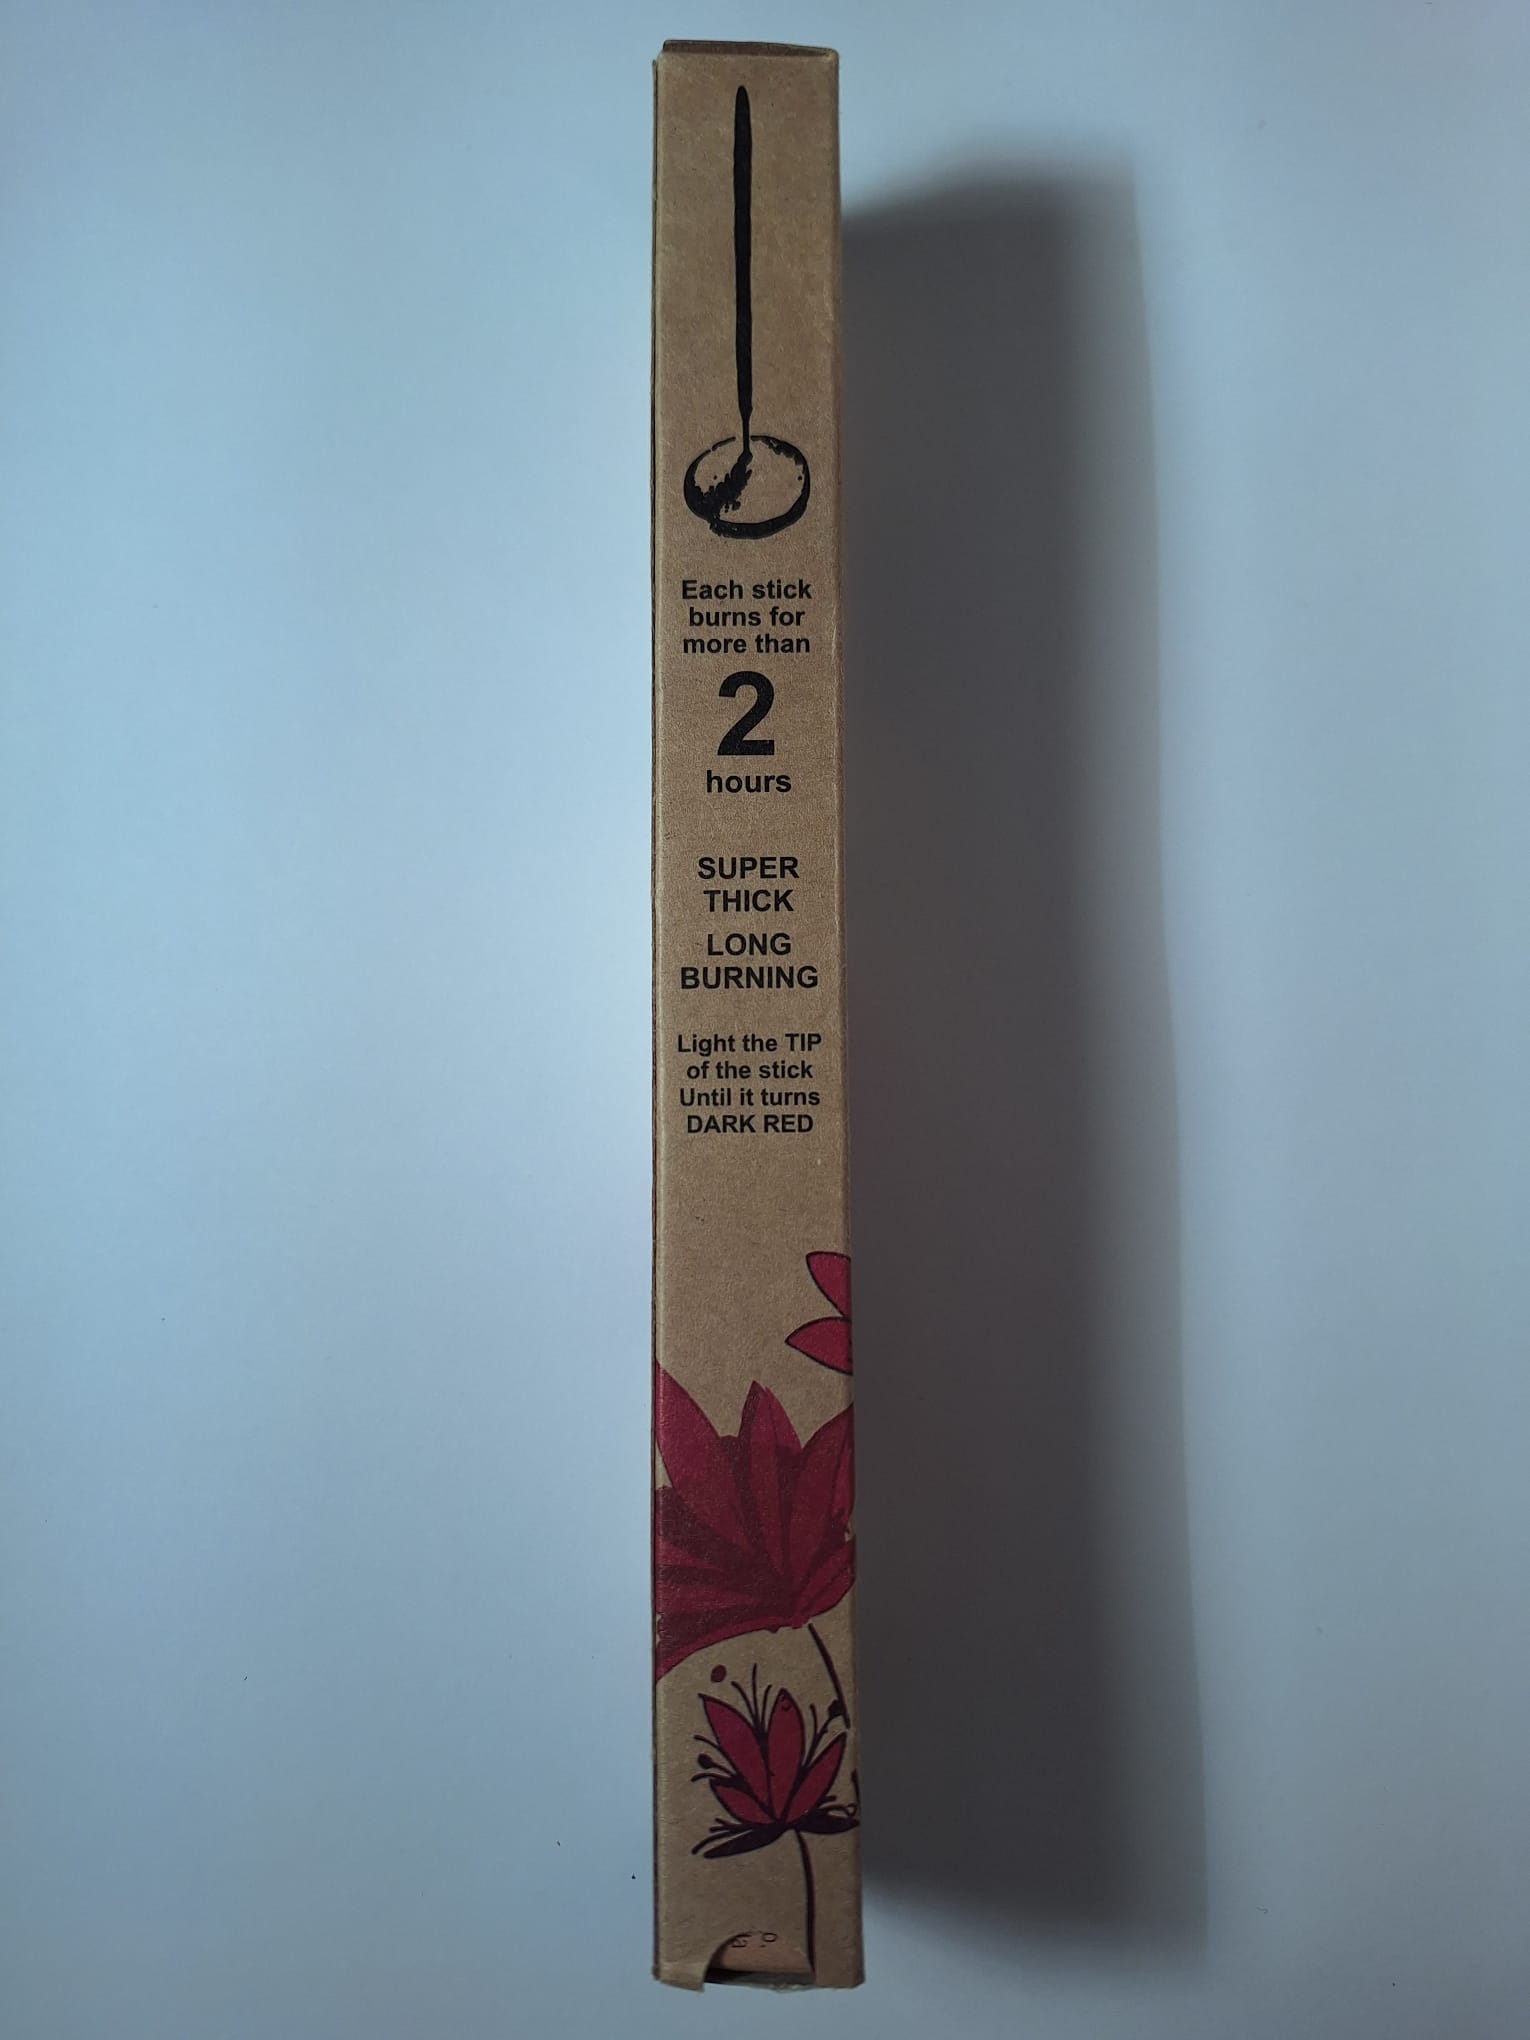 Each stick
burns for
more than
2
hours
SUPER
THICK
LONG
BURNING
Light the TIP
of the stick
Until it turns
DARK RED